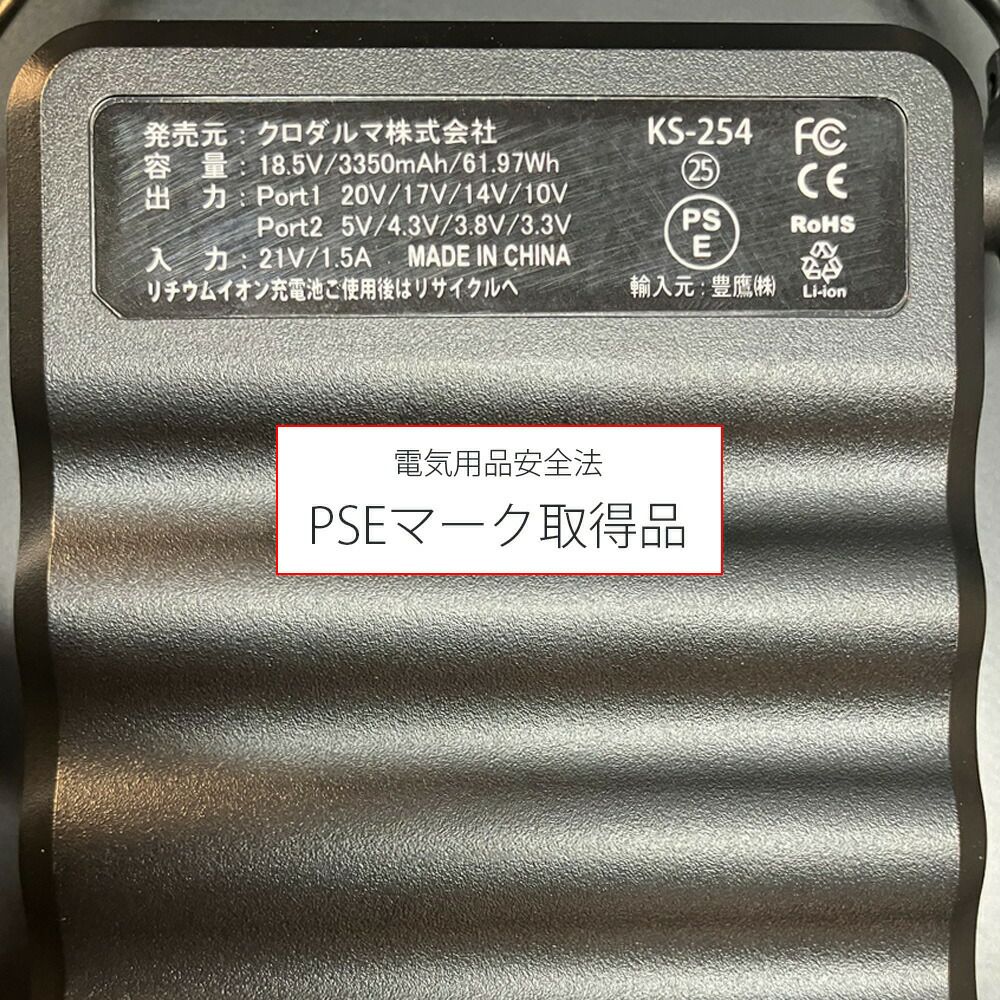 発売元：クロダルマ株式会社
容　量：18.5V/3350mAh/61.97Wh
出　力：Port1 20V/17V/14V/10V
Port2 5V/4.3V/3.8V/3.3V
入　力：21V/1.5A MADE IN CHINA
リチウムイオン充電池ご使用後はリサイクルへ
KS-254
㉕
PS
E
輸入元：豊鷹㈱
FC
CE
RoHS
Li-ion
電気用品安全法
PSEマーク取得品